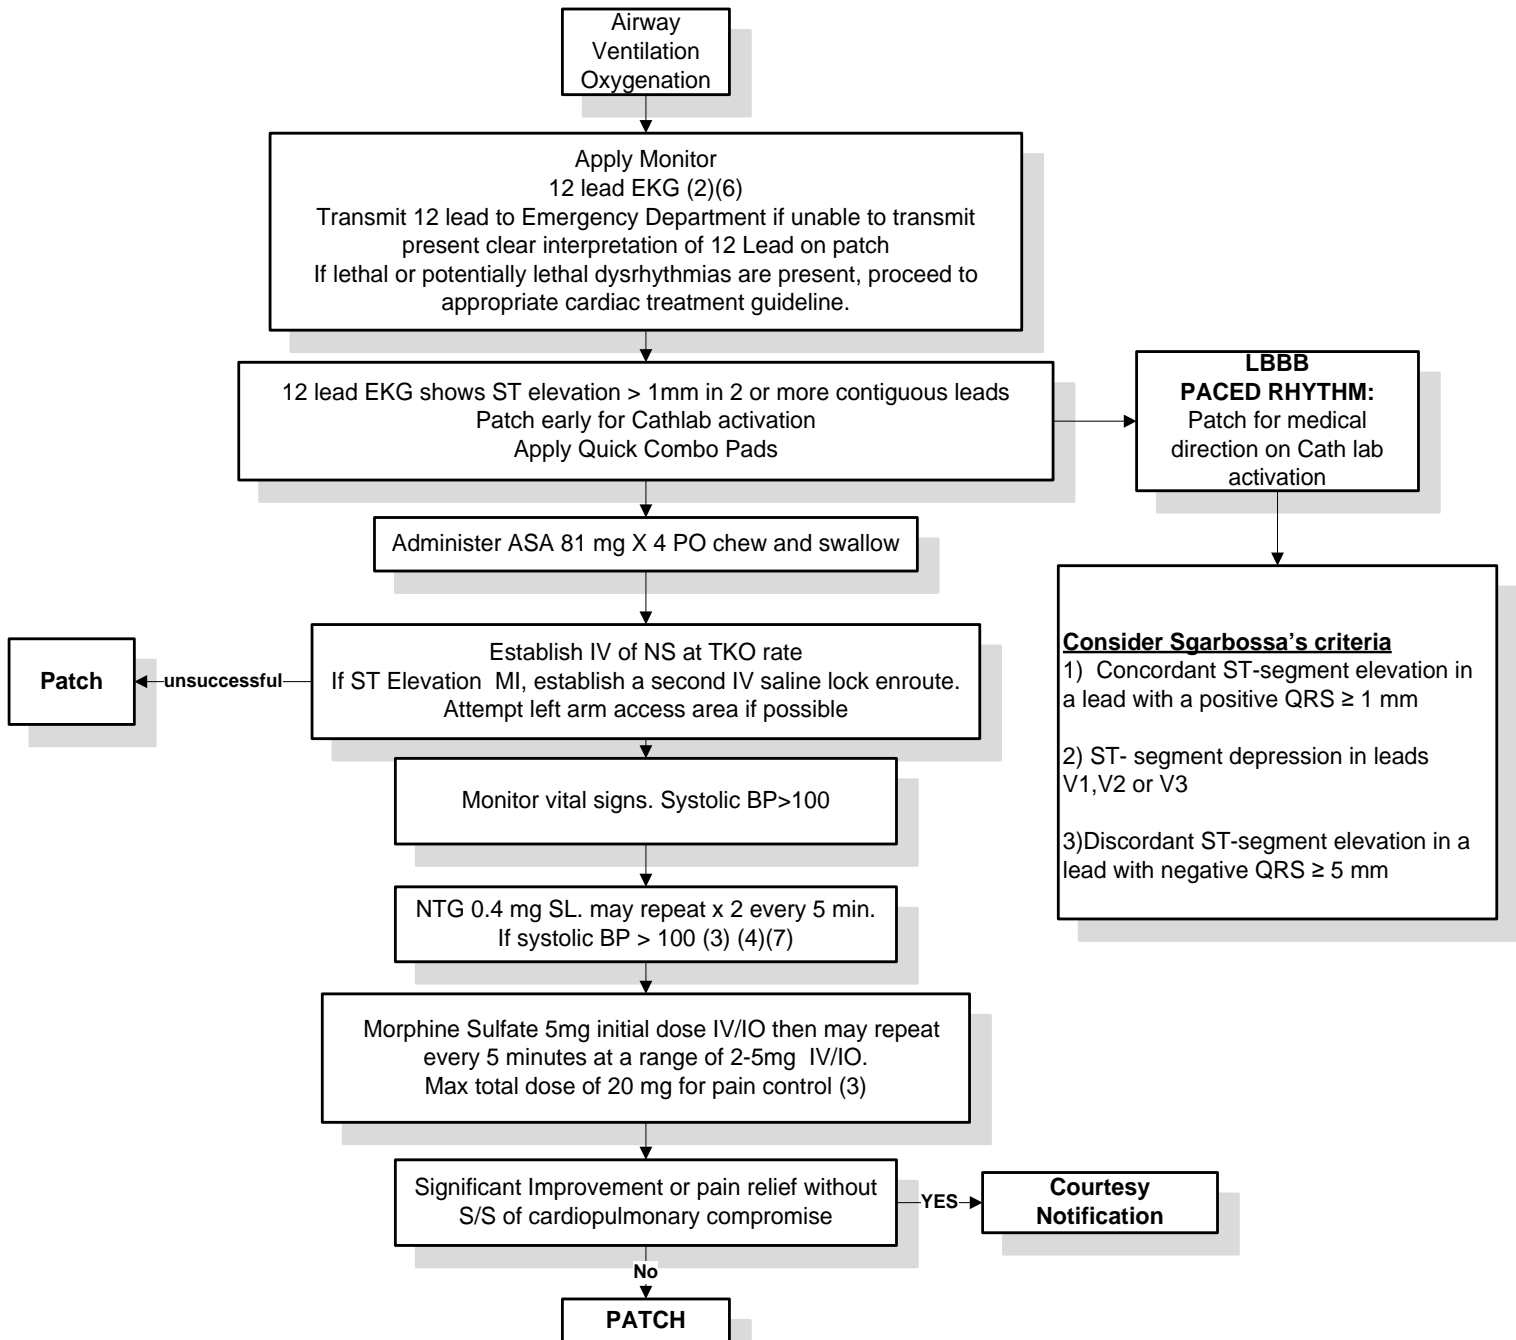 Airway
Ventilation
Oxygenation
Apply Monitor
12 lead EKG (2)(6)
Transmit 12 lead to Emergency Department if unable to transmit
present clear interpretation of 12 Lead on patch
If lethal or potentially lethal dysrhythmias are present, proceed to
appropriate cardiac treatment guideline.
12 lead EKG shows ST elevation > 1mm in 2 or more contiguous leads
Patch early for Cathlab activation
Apply Quick Combo Pads
LBBB
PACED RHYTHM:
Patch for medical
direction on Cath lab
activation
Administer ASA 81 mg X 4 PO chew and swallow
Consider Sgarbossa's criteria
1) Concordant ST-segment elevation in
a lead with a positive QRS ≥ 1 mm
2) ST- segment depression in leads
V1,V2 or V3
3)Discordant ST-segment elevation in a
lead with negative QRS ≥ 5 mm
Establish IV of NS at TKO rate
If ST Elevation MI, establish a second IV saline lock enroute.
Attempt left arm access area if possible
unsuccessful
Patch
Monitor vital signs. Systolic BP>100
NTG 0.4 mg SL. may repeat x 2 every 5 min.
If systolic BP > 100 (3) (4)(7)
Morphine Sulfate 5mg initial dose IV/IO then may repeat
every 5 minutes at a range of 2-5mg IV/IO.
Max total dose of 20 mg for pain control (3)
Significant Improvement or pain relief without
S/S of cardiopulmonary compromise
YES
Courtesy
Notification
No
PATCH